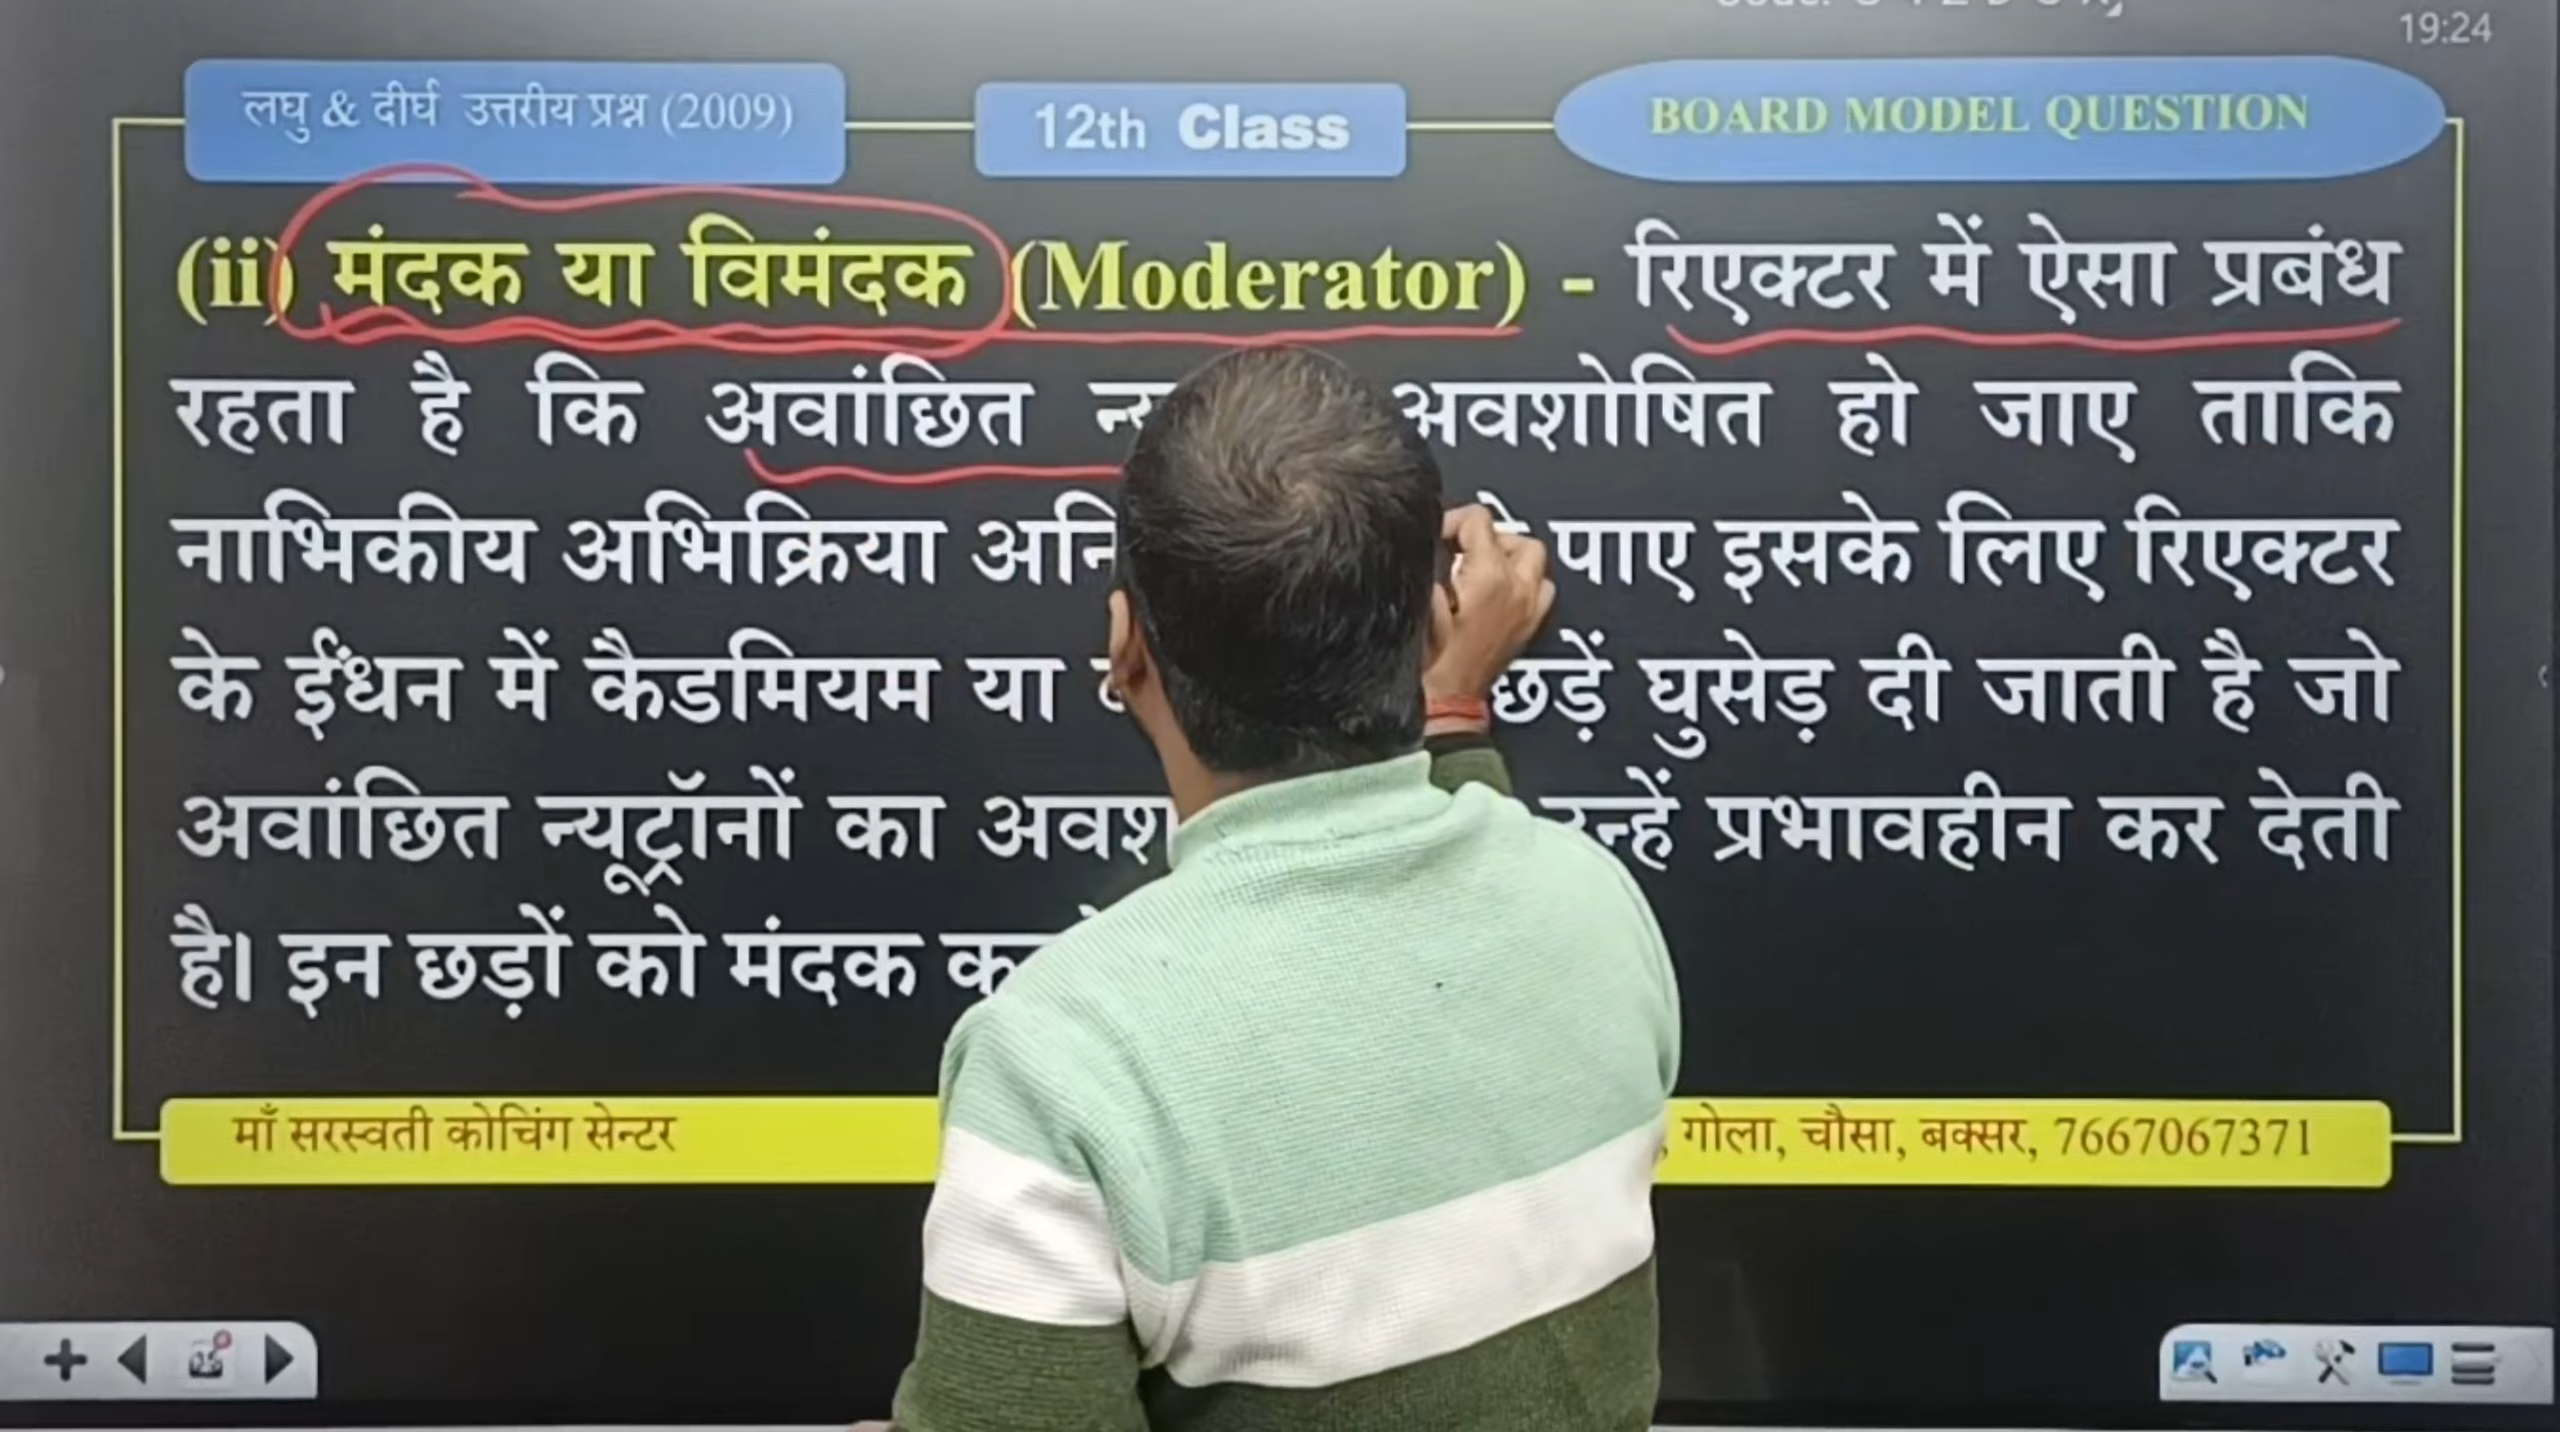 19:24
लघु & दीर्घ उत्तरीय प्रश्न (2009)
12th Class
BOARD MODEL QUESTION
(ii) मंदक या विमंदक (Moderator) - रिएक्टर में ऐसा प्रबंध
रहता है कि अवांछित अवशोषित हो जाए ताकि
नाभिकीय अभिक्रिया पाए इसके लिए रिएक्टर
के ईंधन में कैडमियम या छड़ें घुसेड़ दी जाती है जो
अवांछित न्यूट्रॉनों का उन्हें प्रभावहीन कर देती
है। इन छड़ों को मंदक
माँ सरस्वती कोचिंग सेन्टर , गोला, चौसा, बक्सर, 7667067371